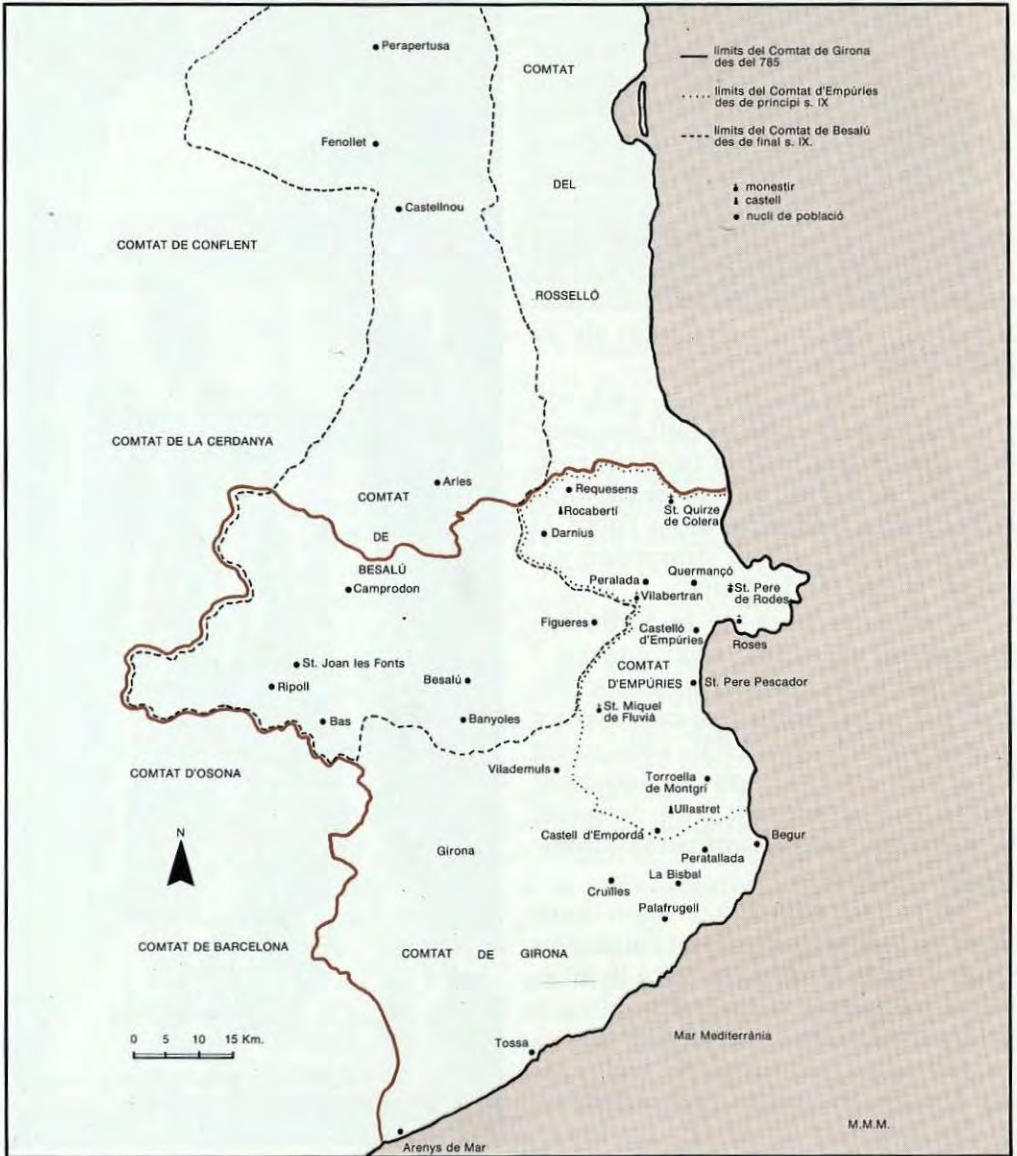 Perapertusa
COMTAT
límits del Comtat de Girona
des del 785
límits del Comtat d'Empúries
des de principi s. IX
límits del Comtat de Besalú
des de final s. IX.
Fenollet
DEL
monestir
castell
nucli de població
Castellnou
COMTAT DE CONFLENT
ROSSELLÓ
COMTAT DE LA CERDANYA
Arles
COMTAT
DE
BESALÚ
Requesens
Rocabertí
St. Quirze
de Colera
Darnius
Camprodon
Peralada
Quermançó
Vilabertran
St. Pere
de Rodes
Figueres
Castelló
d'Empúries
Roses
St. Joan les Fonts
COMTAT
D'EMPÚRIES
Ripoll
Besalú
St. Pere Pescador
Bas
Banyoles
St. Miquel
de Fluviá
COMTAT D'OSONA
Vilademuls
Torroella
de Montgrí
Ullastret
N
Castell d'Empordá
Begur
Girona
Peratallada
La Bisbal
Cruïlles
Palafrugell
COMTAT DE BARCELONA
COMTAT DE GIRONA
0 5 10 15 Km.
Tossa
Mar Mediterrània
M.M.M.
Arenys de Mar